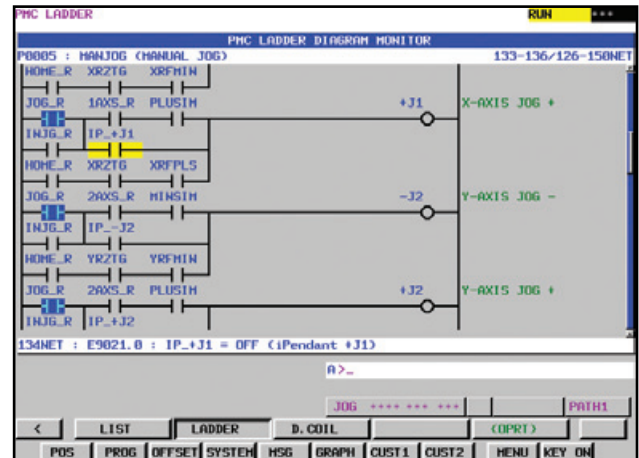 PMC LADDER RUN ***
PMC LADDER DIAGRAM MONITOR
P0005 : MANJOG (MANUAL JOG) 133-136/126-150NET
HOME_R XRZTG XRFMIN
JOG_R 1AXS_R PLUSIM +J1 X-AXIS JOG +
INJG_R IP_+J1
HOME_R XRZTG XRFPLS
JOG_R 2AXS_R MINSIM -J2 Y-AXIS JOG -
INJG_R IP_-J2
HOME_R YRZTG YRFMIN
JOG_R 2AXS_R PLUSIM +J2 Y-AXIS JOG +
INJG_R IP_+J2
134NET : E9021.0 : IP_+J1 = OFF (iPendant +J1)
A>_
JOG **** *** *** PATH1
< LIST LADDER D.COIL (OPRT)
POS PROG OFFSET SYSTEM MSG GRAPH CUST1 CUST2 MENU KEY ON